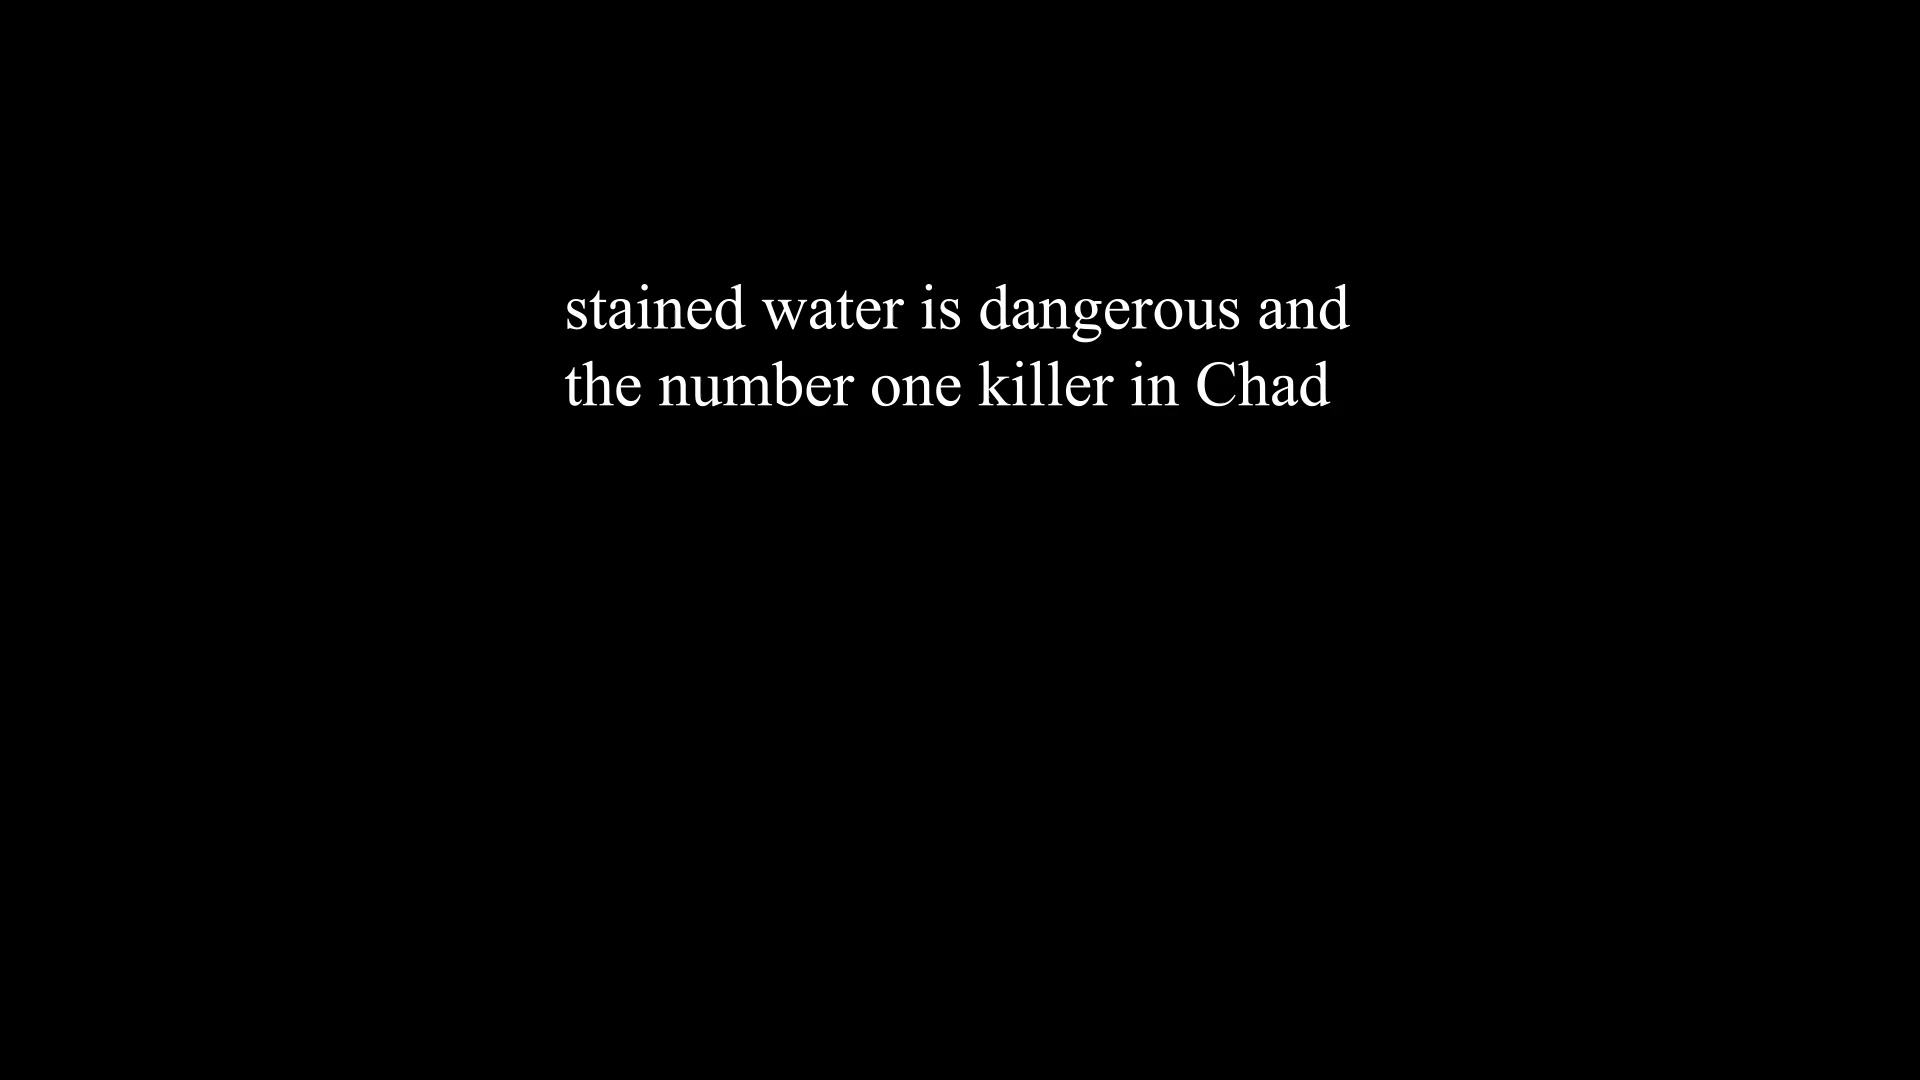 stained water is dangerous and
the number one killer in Chad